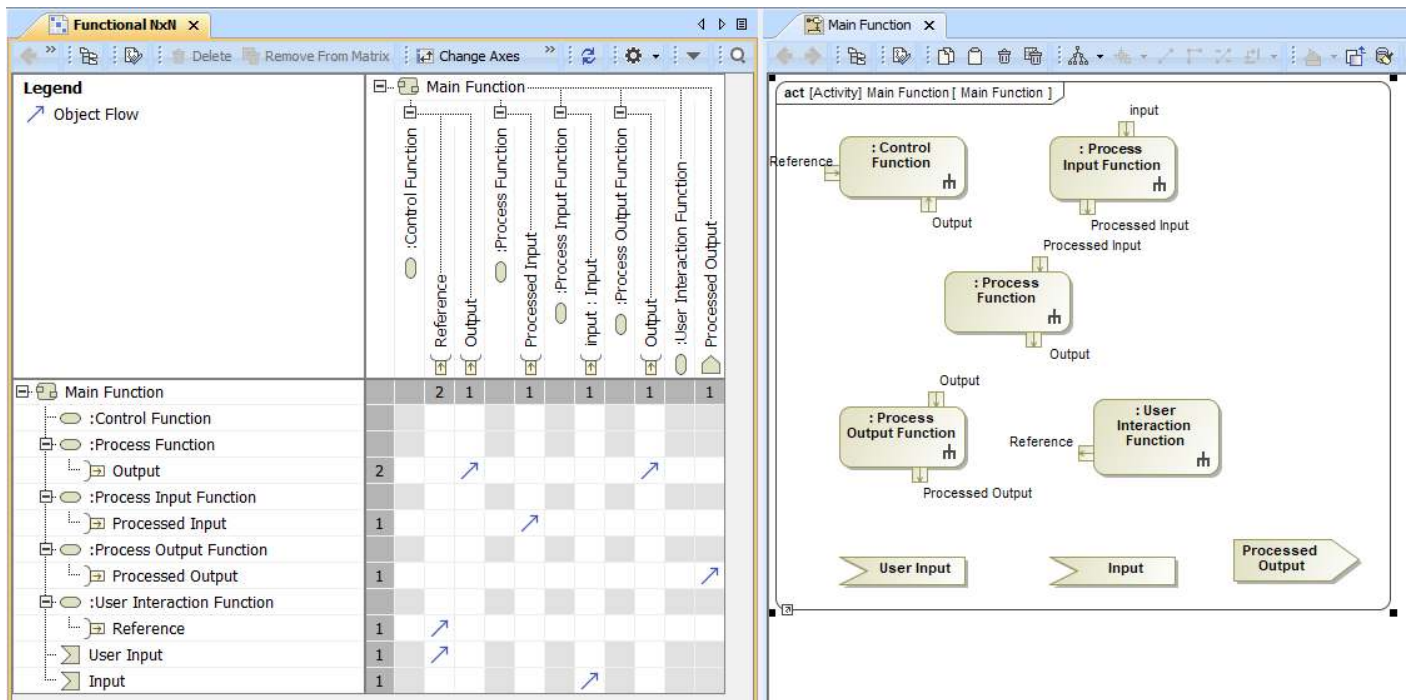 Functional NxN
Delete
Remove From Matrix
Change Axes
Legend
Object Flow
Main Function
:Control Function
Reference
Output
:Process Function
Processed Input
:Process Input Function
input : Input
:Process Output Function
Output
:User Interaction Function
Processed Output
Main Function
2 1 1 1 1 1
:Control Function
:Process Function
Output
2
:Process Input Function
Processed Input
1
:Process Output Function
Processed Output
1
:User Interaction Function
Reference
1
User Input
1
Input
1
Main Function
act [Activity] Main Function [ Main Function ]
input
Reference
: Control
Function
Output
: Process
Input Function
Processed Input
Processed Input
: Process
Function
Output
Output
: Process
Output Function
Processed Output
Reference
: User
Interaction
Function
User Input
Input
Processed
Output